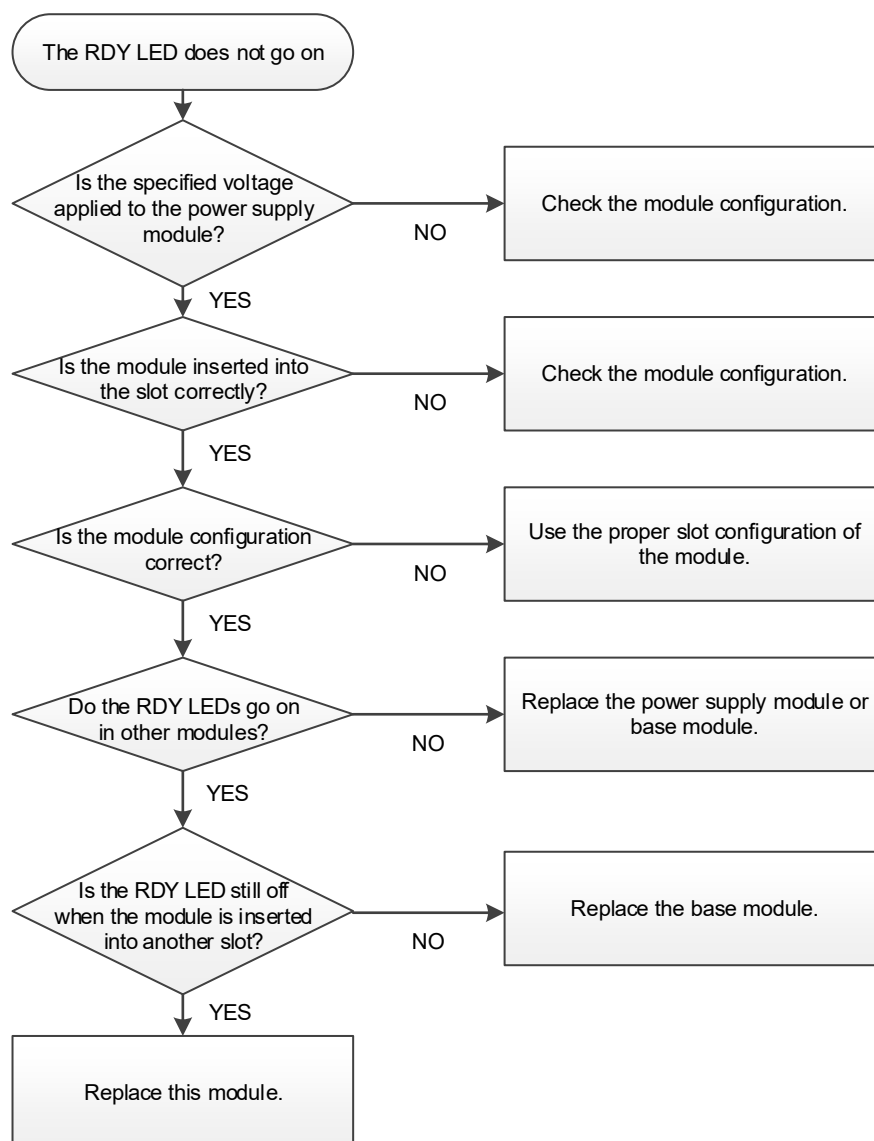 The RDY LED does not go on
Is the specified voltage
applied to the power supply
module?
NO
Check the module configuration.
YES
Is the module inserted into
the slot correctly?
NO
Check the module configuration.
YES
Is the module configuration
correct?
NO
Use the proper slot configuration of
the module.
YES
Do the RDY LEDs go on
in other modules?
NO
Replace the power supply module or
base module.
YES
Is the RDY LED still off
when the module is inserted
into another slot?
NO
Replace the base module.
YES
Replace this module.